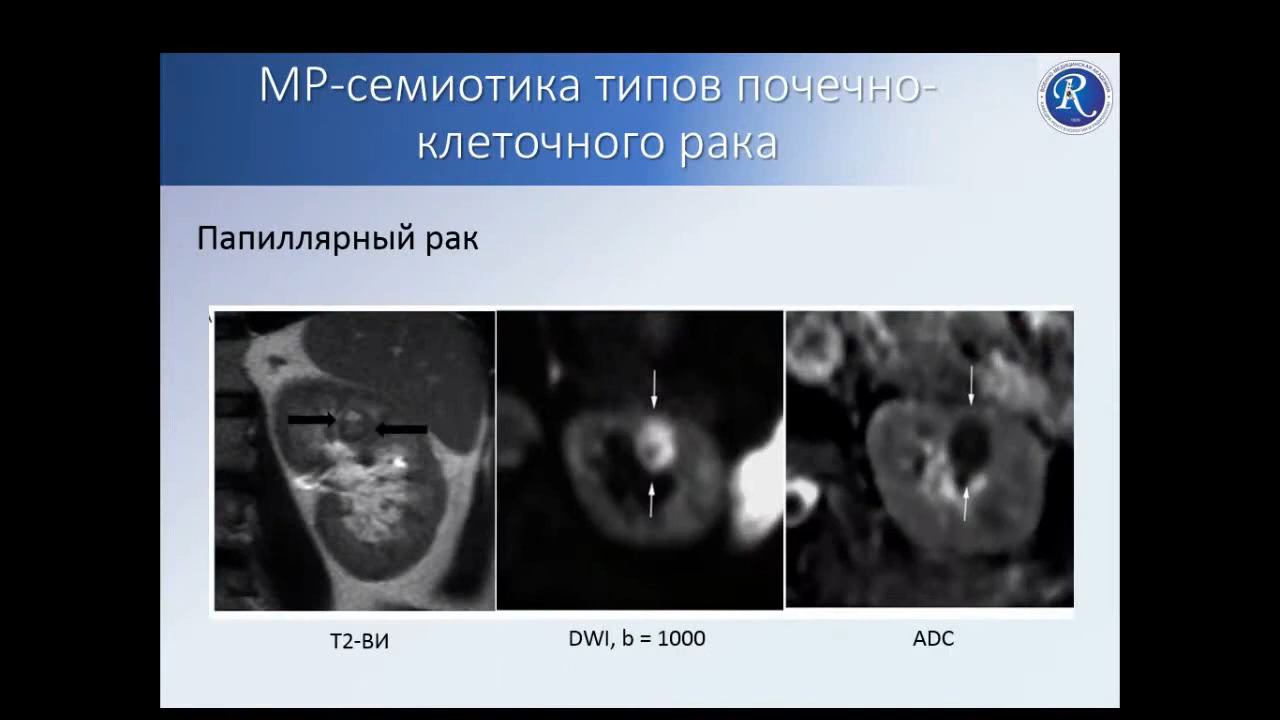 МР-семиотика типов почечно-
клеточного рака
Папиллярный рак
Т2-ВИ
DWI, b = 1000
ADC